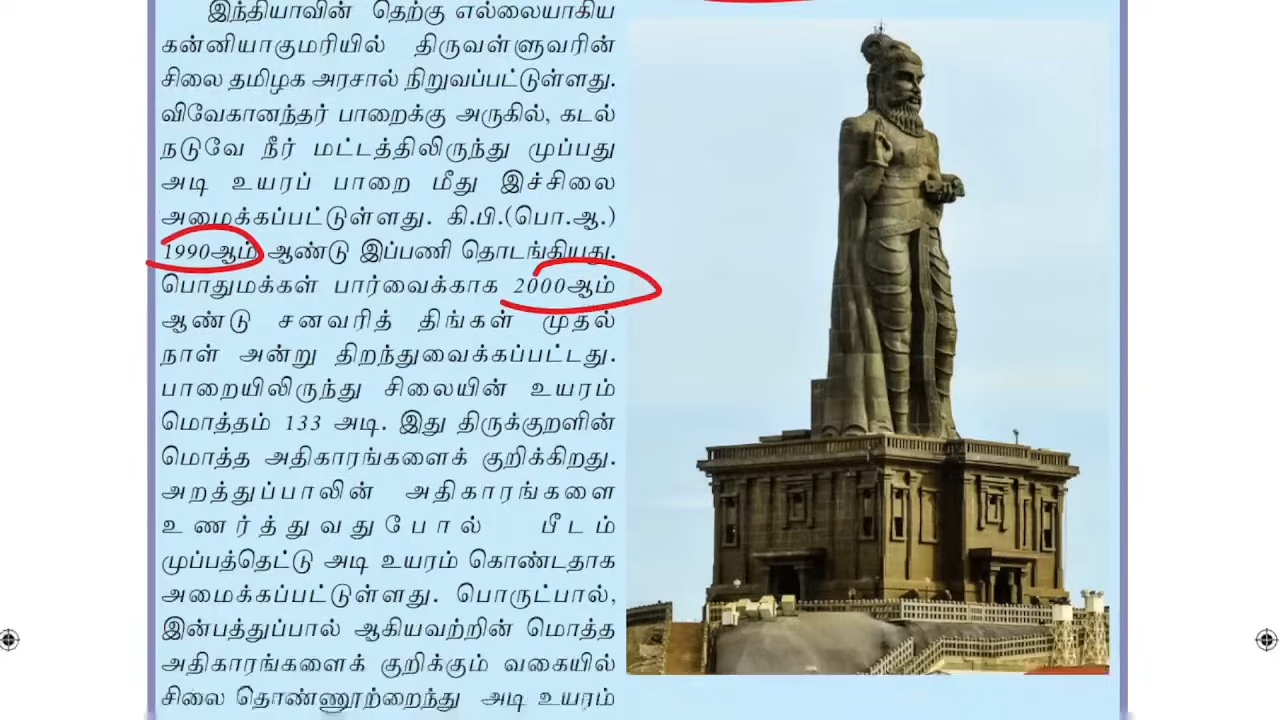 இந்தியாவின் தெற்கு எல்லையாகிய
கன்னியாகுமரியில் திருவள்ளுவரின்
சிலை தமிழக அரசால் நிறுவப்பட்டுள்ளது.
விவேகானந்தர் பாறைக்கு அருகில், கடல்
நடுவே நீர் மட்டத்திலிருந்து முப்பது
அடி உயரப் பாறை மீது இச்சிலை
அமைக்கப்பட்டுள்ளது. கி.பி.(பொ.ஆ.)
1990ஆம் ஆண்டு இப்பணி தொடங்கியது.
பொதுமக்கள் பார்வைக்காக 2000ஆம்
ஆண்டு சனவரித் திங்கள் முதல்
நாள் அன்று திறந்துவைக்கப்பட்டது.
பாறையிலிருந்து சிலையின் உயரம்
மொத்தம் 133 அடி. இது திருக்குறளின்
மொத்த அதிகாரங்களைக் குறிக்கிறது.
அறத்துப்பாலின் அதிகாரங்களை
உணர்த்துவதுபோல் பீடம்
முப்பத்தெட்டு அடி உயரம் கொண்டதாக
அமைக்கப்பட்டுள்ளது. பொருட்பால்,
இன்பத்துப்பால் ஆகியவற்றின் மொத்த
அதிகாரங்களைக் குறிக்கும் வகையில்
சிலை தொண்ணூற்றைந்து அடி உயரம்